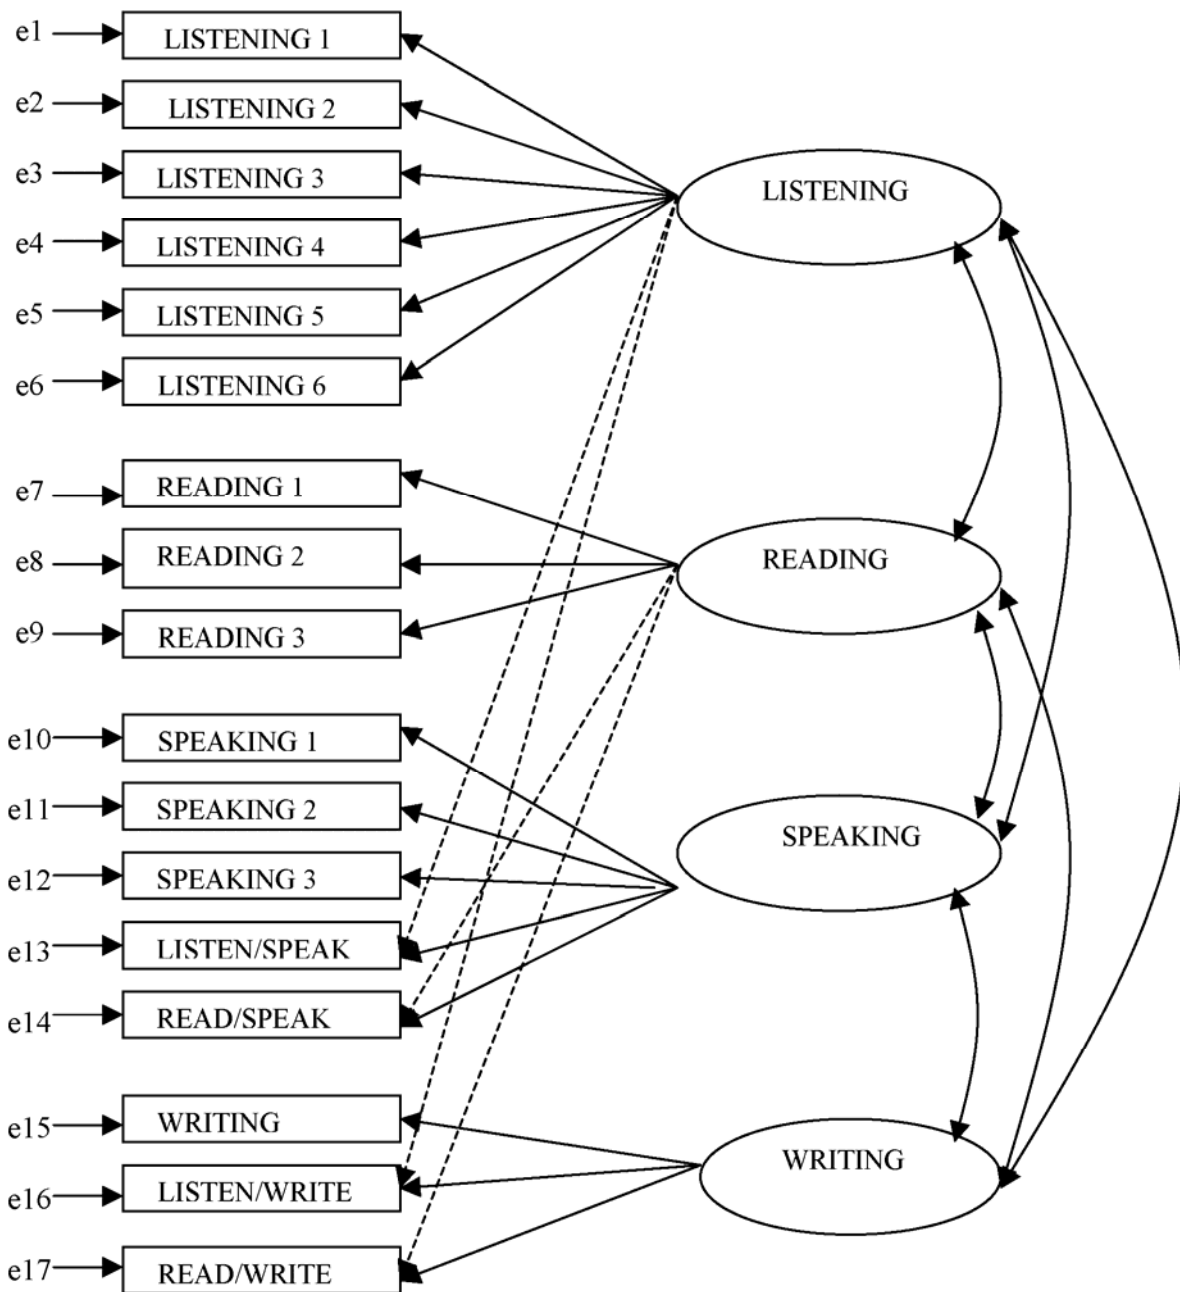 e1 LISTENING 1
e2 LISTENING 2
LISTENING
e3 LISTENING 3
e4 LISTENING 4
e5 LISTENING 5
e6 LISTENING 6
e7 READING 1
e8 READING 2
READING
e9 READING 3
e10 SPEAKING 1
e11 SPEAKING 2
SPEAKING
e12 SPEAKING 3
e13 LISTEN/SPEAK
e14 READ/SPEAK
e15 WRITING
WRITING
e16 LISTEN/WRITE
e17 READ/WRITE